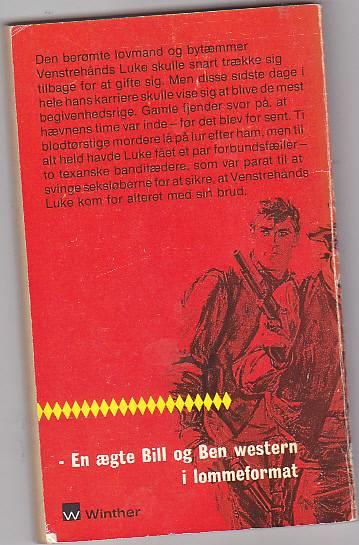 Den berømte lovmand og bytæmmer
Venstrehånds Luke skulle snart trække sig
tilbage for at gifte sig. Men disse sidste dage i
hele hans karriere skulle vise sig at blive de mest
begivenhedsrige. Gamle fjender svor på, at
hævnens time var inde – før det blev for sent. Ti
blodtørstige mordere lå på lur efter ham, men til
alt held havde Luke fået et par forbundsfæller –
to texanske banditædere, som var parat til at
svinge seksløberne for at sikre, at Venstrehånds
Luke kom for alteret med sin brud.
- En ægte Bill og Ben western
i lommeformat
W Winther